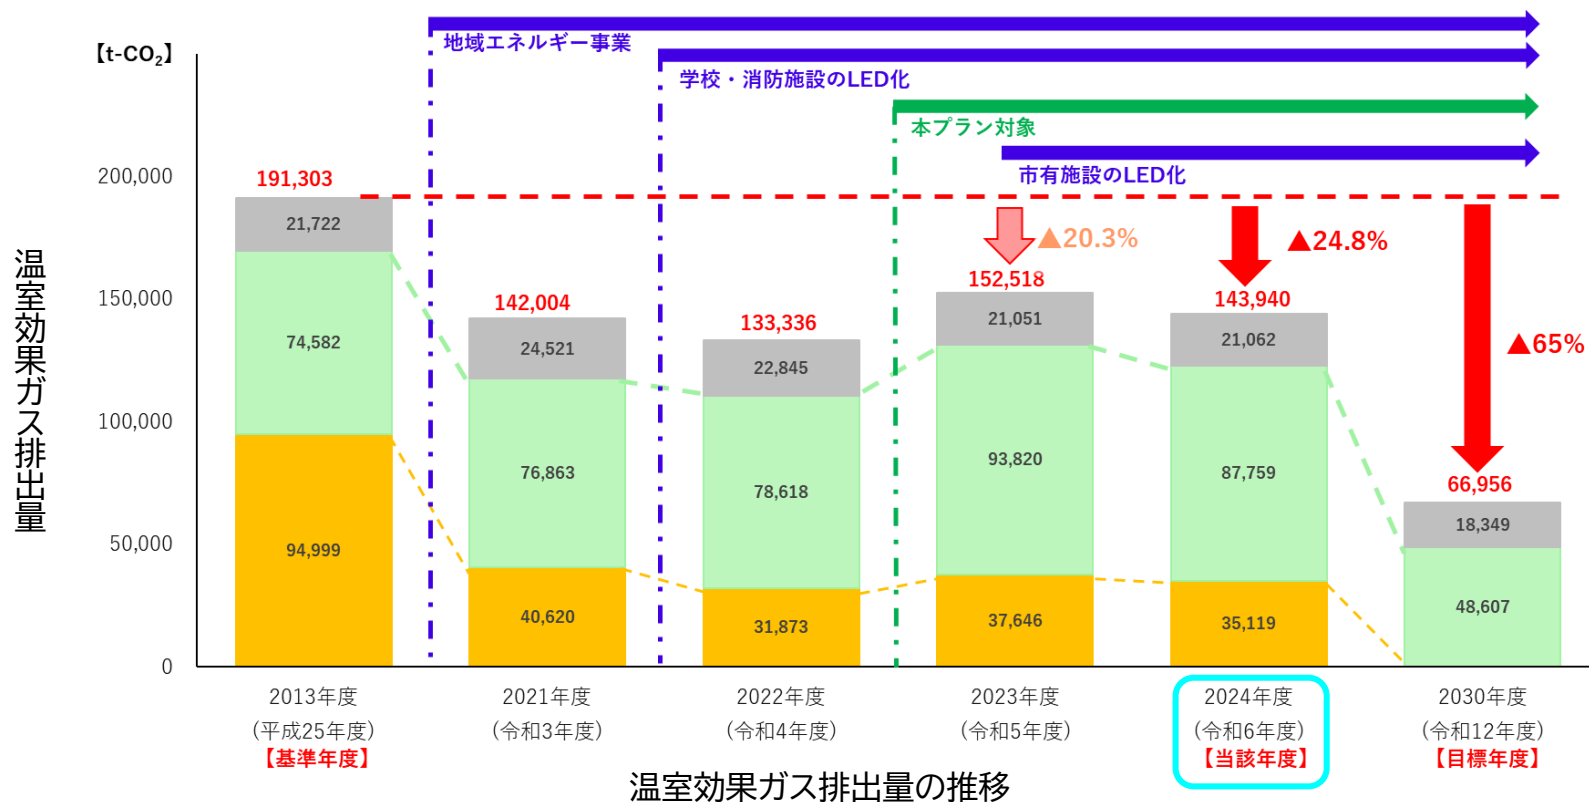 【t-CO₂】
地域エネルギー事業
学校・消防施設のLED化
本プラン対象
市有施設のLED化
温室効果ガス排出量
200,000
150,000
100,000
50,000
0
191,303
21,722
74,582
94,999
142,004
24,521
76,863
40,620
133,336
22,845
78,618
31,873
▲20.3%
152,518
21,051
93,820
37,646
▲24.8%
143,940
21,062
87,759
35,119
▲65%
66,956
18,349
48,607
2013年度
(平成25年度)
【基準年度】
2021年度
(令和3年度)
2022年度
(令和4年度)
2023年度
(令和5年度)
2024年度
(令和6年度)
【当該年度】
2030年度
(令和12年度)
【目標年度】
温室効果ガス排出量の推移